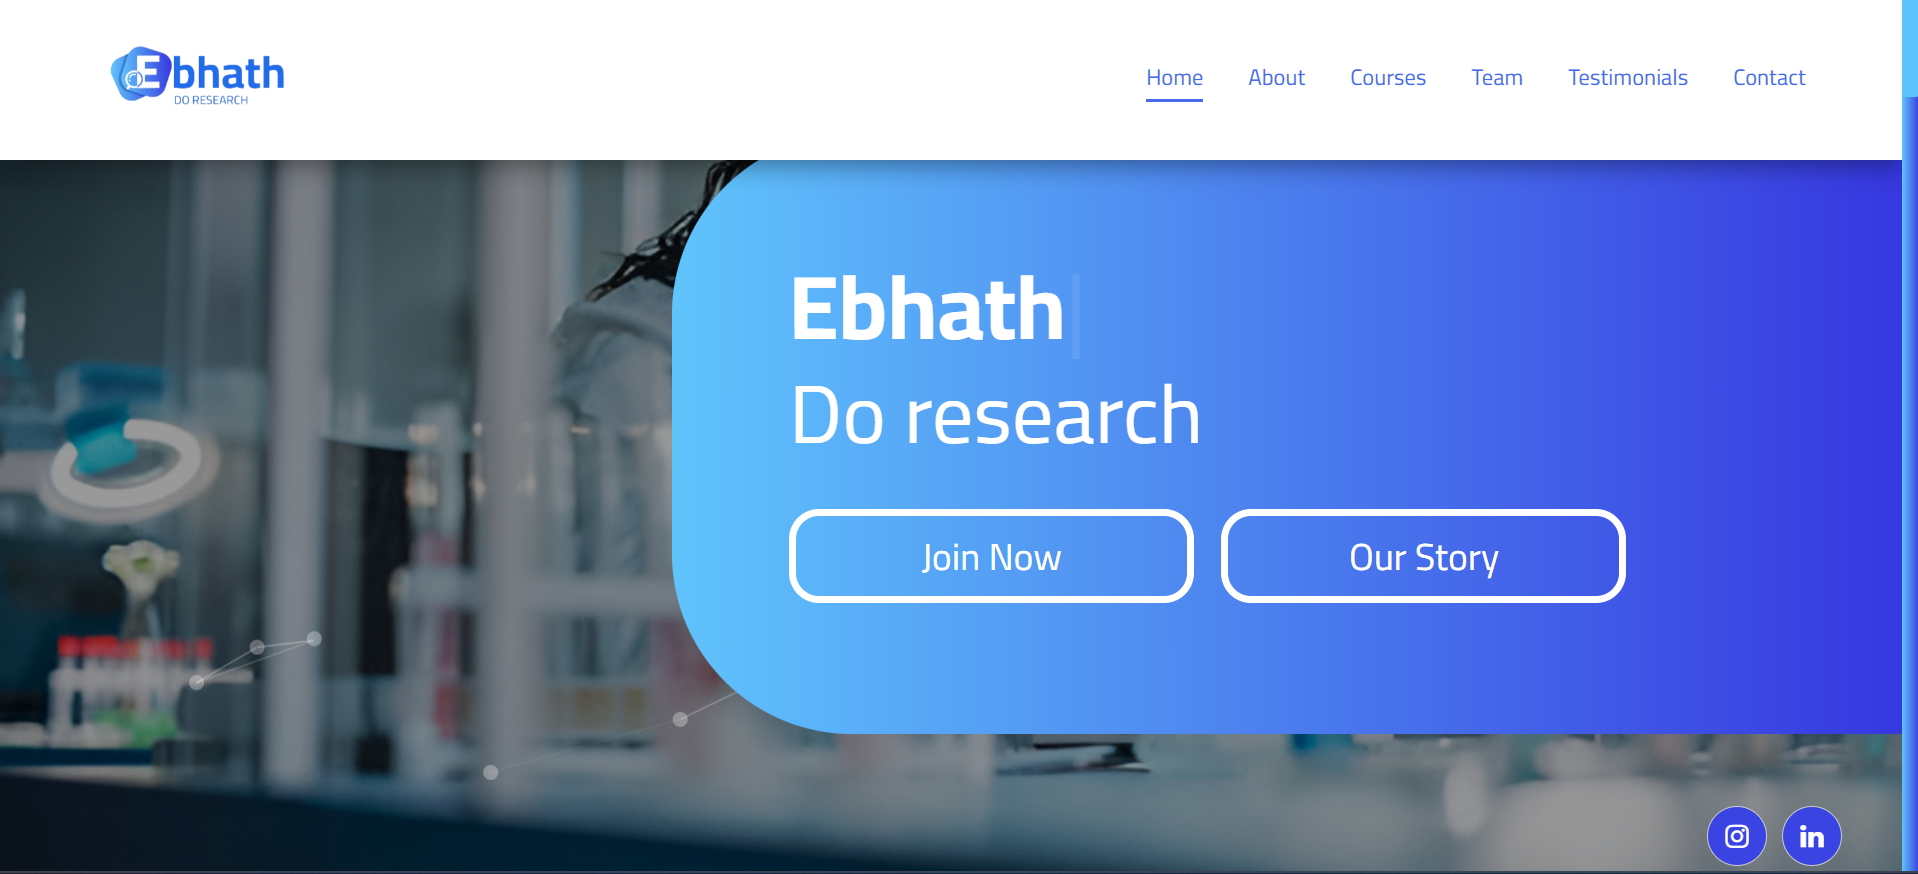 Ebhath
DO RESEARCH
Home About Courses Team Testimonials Contact
Ebhath
Do research
Join Now Our Story
in